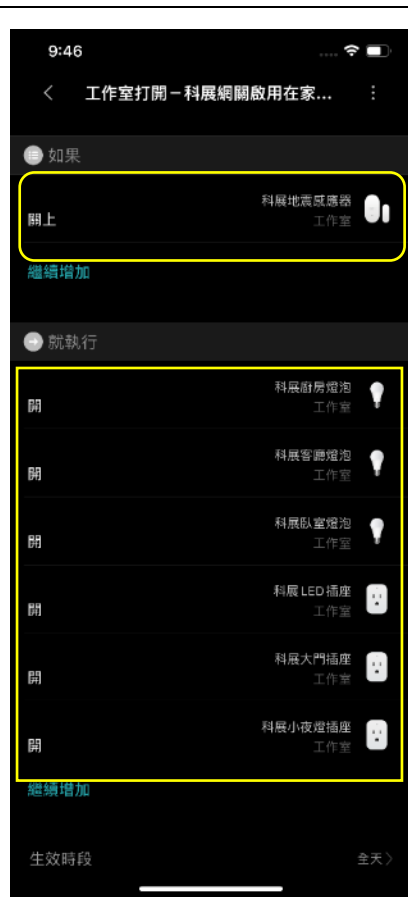 9:46
工作室打開－科展網關啟用在家...
如果
科展地震感應器
關上
工作室
繼續增加
就執行
科展廚房燈泡
開
工作室
科展客廳燈泡
開
工作室
科展臥室燈泡
開
工作室
科展 LED 插座
開
工作室
科展大門插座
開
工作室
科展小夜燈插座
開
工作室
繼續增加
生效時段
全天